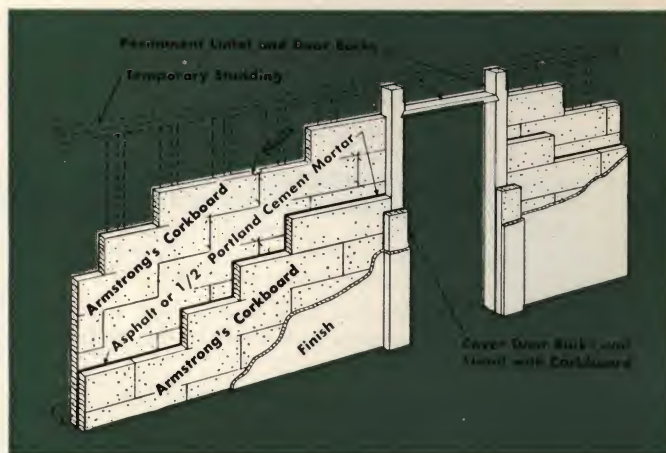 Permanent Lintel and Door Bucks
Temporary Studding
Armstrong's Corkboard
Asphalt or 1/2" Portland Cement Mortar
Armstrong's Corkboard
Finish
Cover Door Bucks and
Lintel with Corkboard